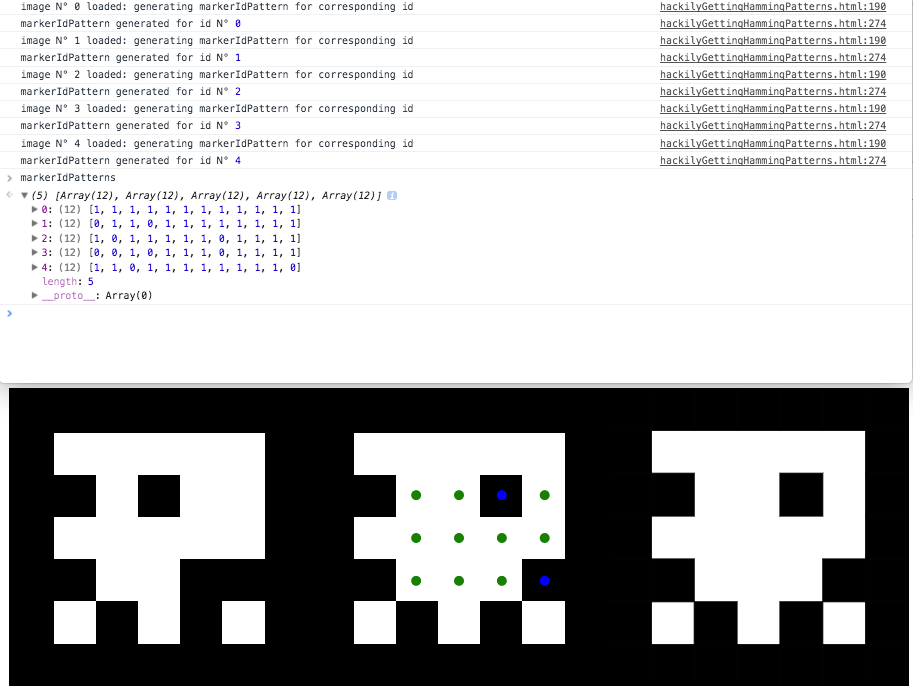 image N° 0 loaded: generating markerIdPattern for corresponding id hackilyGettingHammingPatterns.html:190
markerIdPattern generated for id N° 0 hackilyGettingHammingPatterns.html:274
image N° 1 loaded: generating markerIdPattern for corresponding id hackilyGettingHammingPatterns.html:190
markerIdPattern generated for id N° 1 hackilyGettingHammingPatterns.html:274
image N° 2 loaded: generating markerIdPattern for corresponding id hackilyGettingHammingPatterns.html:190
markerIdPattern generated for id N° 2 hackilyGettingHammingPatterns.html:274
image N° 3 loaded: generating markerIdPattern for corresponding id hackilyGettingHammingPatterns.html:190
markerIdPattern generated for id N° 3 hackilyGettingHammingPatterns.html:274
image N° 4 loaded: generating markerIdPattern for corresponding id hackilyGettingHammingPatterns.html:190
markerIdPattern generated for id N° 4 hackilyGettingHammingPatterns.html:274
markerIdPatterns
(5) [Array(12), Array(12), Array(12), Array(12), Array(12)]
0: (12) [1, 1, 1, 1, 1, 1, 1, 1, 1, 1, 1, 1]
1: (12) [0, 1, 1, 0, 1, 1, 1, 1, 1, 1, 1, 1]
2: (12) [1, 0, 1, 1, 1, 1, 1, 0, 1, 1, 1, 1]
3: (12) [0, 0, 1, 0, 1, 1, 1, 0, 1, 1, 1, 1]
4: (12) [1, 1, 0, 1, 1, 1, 1, 1, 1, 1, 1, 0]
length: 5
__proto__: Array(0)